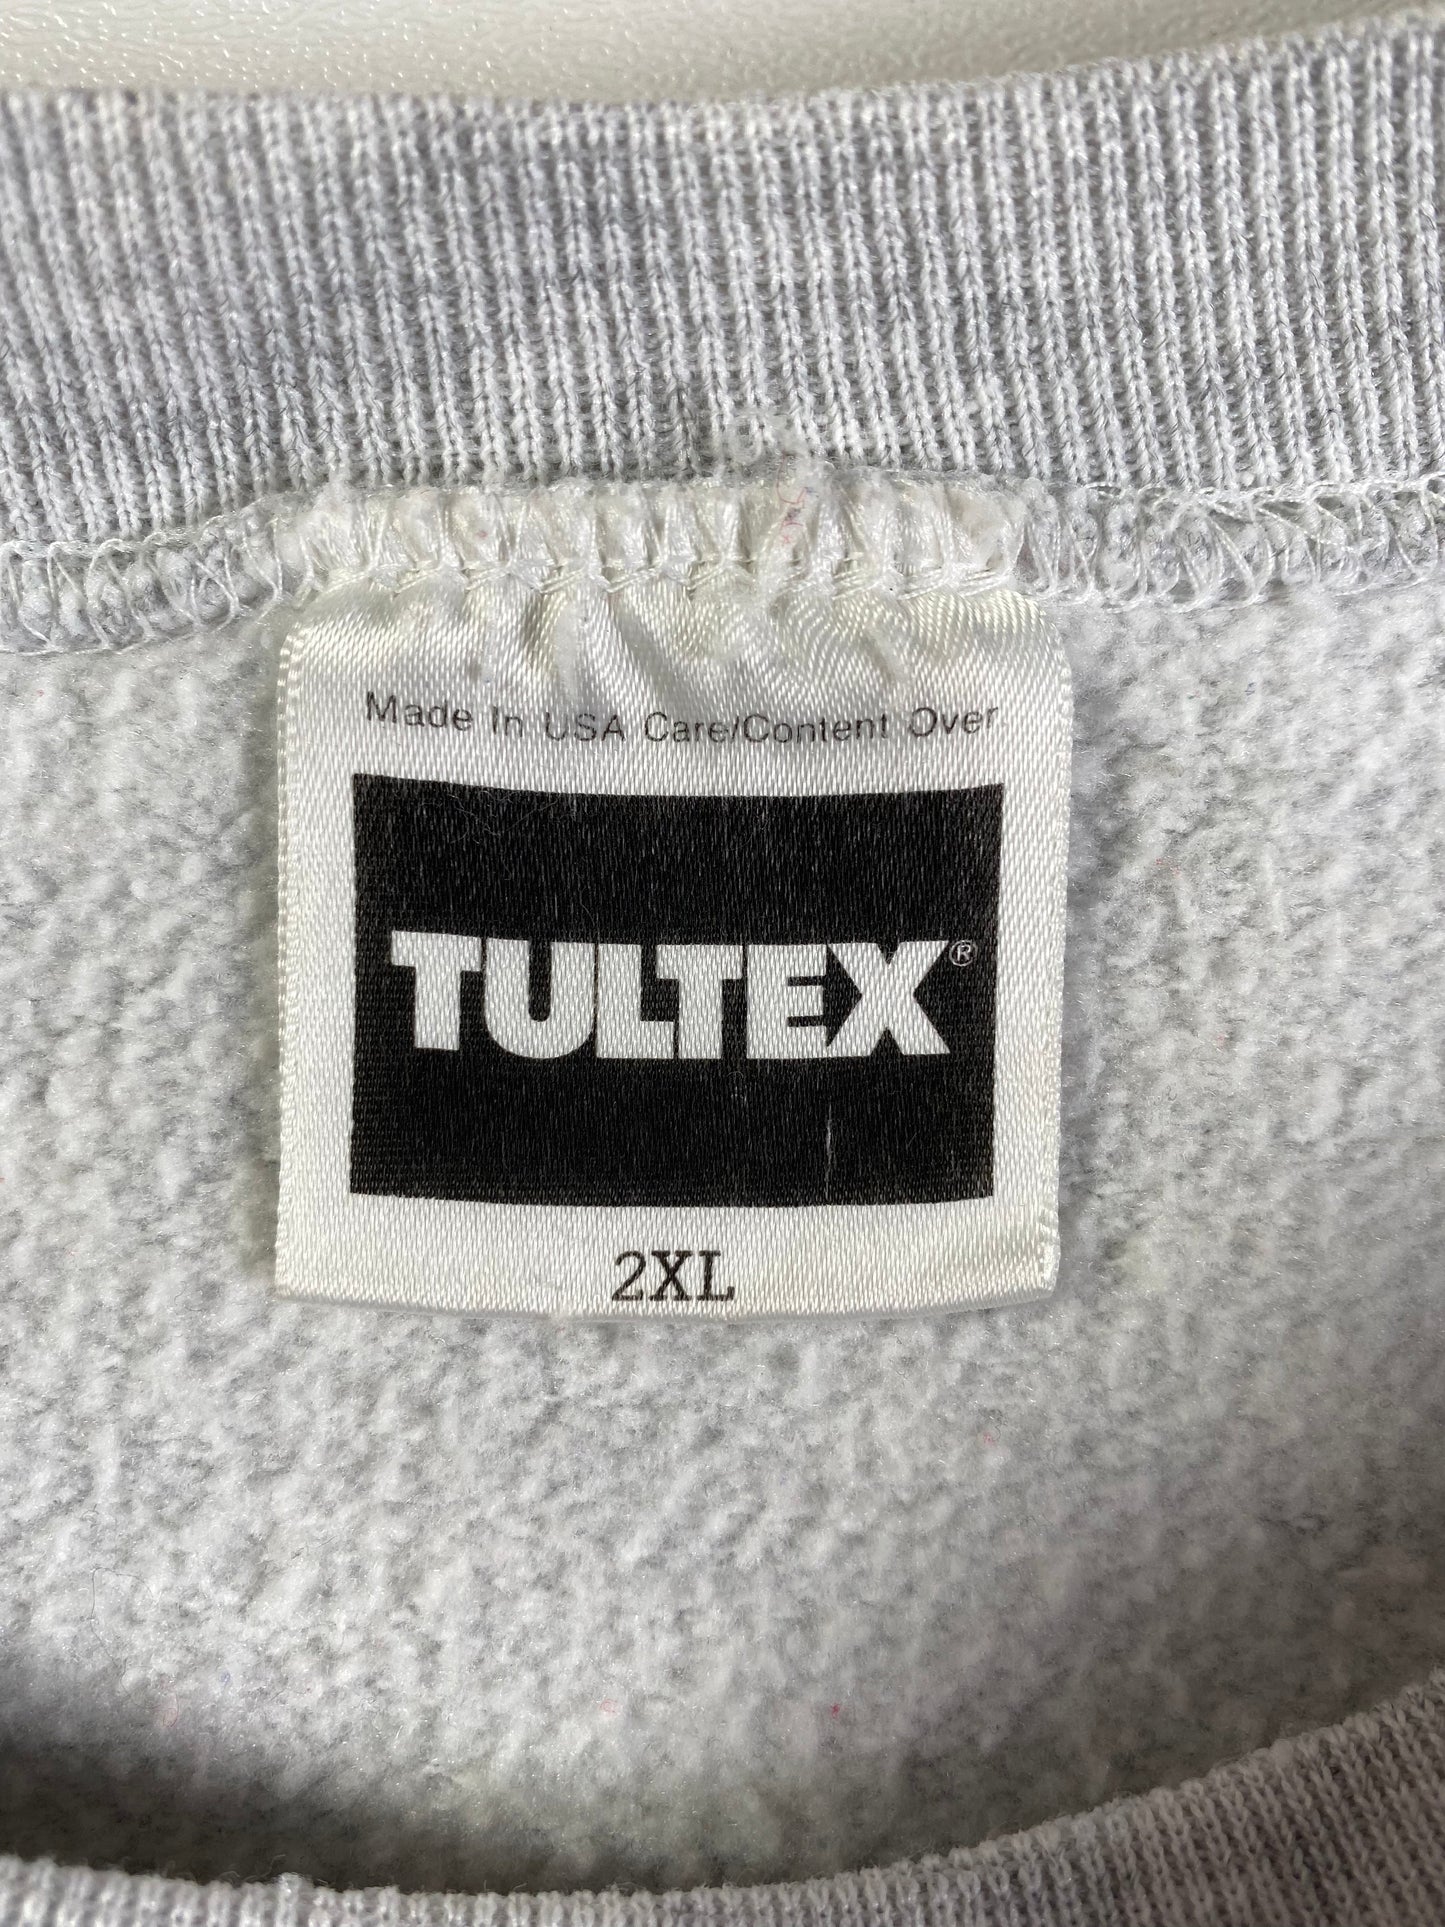 Made In USA Care/Content Over
TULTEX®
2XL